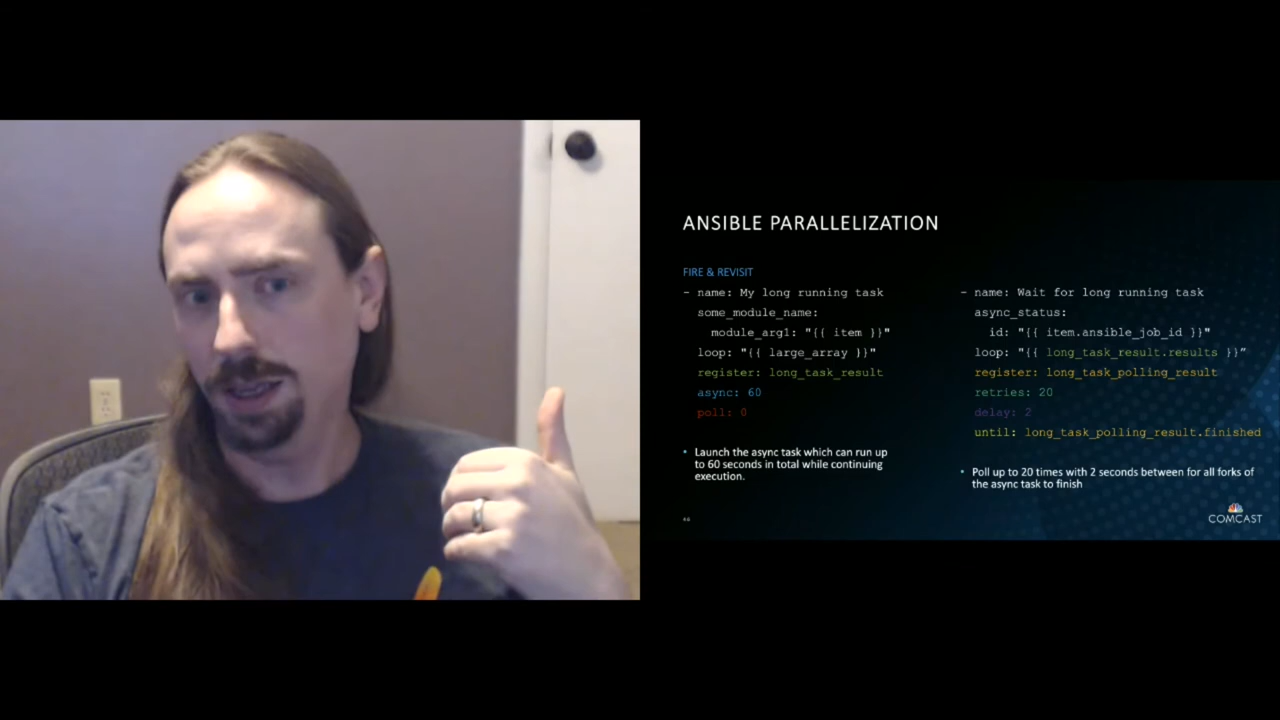 ANSIBLE PARALLELIZATION
FIRE & REVISIT
- name: My long running task
some_module_name:
module_arg1: "{{ item }}"
loop: "{{ large_array }}"
register: long_task_result
async: 60
poll: 0
• Launch the async task which can run up
to 60 seconds in total while continuing
execution.
- name: Wait for long running task
async_status:
id: "{{ item.ansible_job_id }}"
loop: "{{ long_task_result.results }}”
register: long_task_polling_result
retries: 20
delay: 2
until: long_task_polling_result.finished
• Poll up to 20 times with 2 seconds between for all forks of
the async task to finish
COMCAST